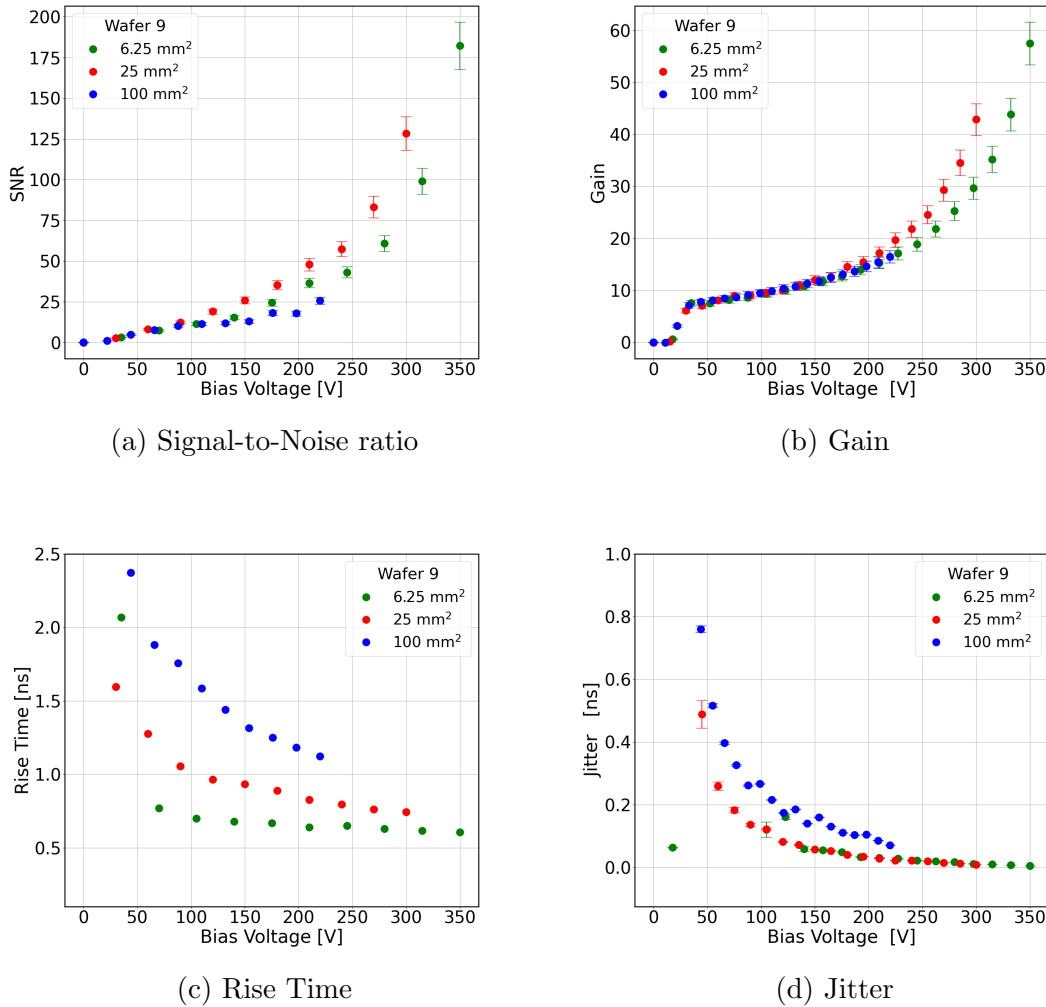 200
175
150
125
100
75
50
25
0
SNR
Wafer 9
6.25 mm²
25 mm²
100 mm²
0 50 100 150 200 250 300 350
Bias Voltage [V]
(a) Signal-to-Noise ratio
60
50
40
30
20
10
0
Gain
Wafer 9
6.25 mm²
25 mm²
100 mm²
0 50 100 150 200 250 300 350
Bias Voltage [V]
(b) Gain
2.5
2.0
1.5
1.0
0.5
Rise Time [ns]
Wafer 9
6.25 mm²
25 mm²
100 mm²
0 50 100 150 200 250 300 350
Bias Voltage [V]
(c) Rise Time
1.0
0.8
0.6
0.4
0.2
0.0
Jitter [ns]
Wafer 9
6.25 mm²
25 mm²
100 mm²
0 50 100 150 200 250 300 350
Bias Voltage [V]
(d) Jitter